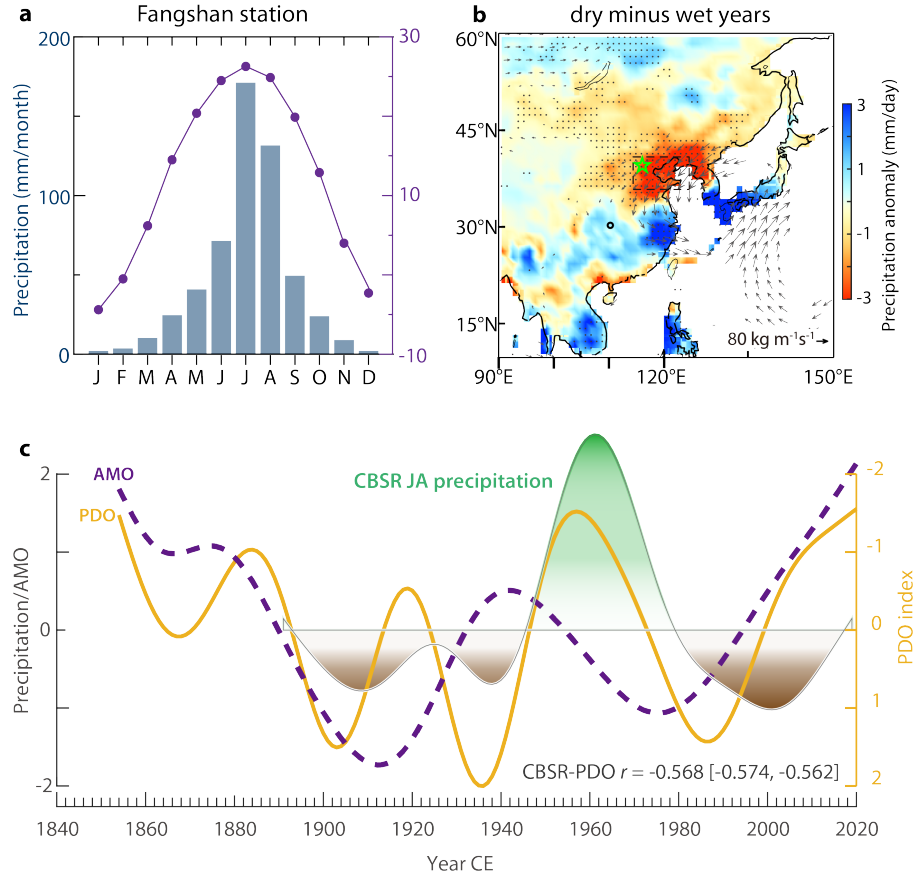 a
Fangshan station
200
100
0
Precipitation (mm/month)
30
10
-10
J F M A M J J A S O N D
b
dry minus wet years
60°N
45°N
30°N
15°N
90°E 120°E 150°E
80 kg m⁻¹s⁻¹
3
1
-1
-3
Precipitation anomaly (mm/day)
c
AMO
PDO
CBSR JA precipitation
2
0
-2
Precipitation/AMO
-2
-1
0
1
2
PDO index
CBSR-PDO r = -0.568 [-0.574, -0.562]
1840 1860 1880 1900 1920 1940 1960 1980 2000 2020
Year CE